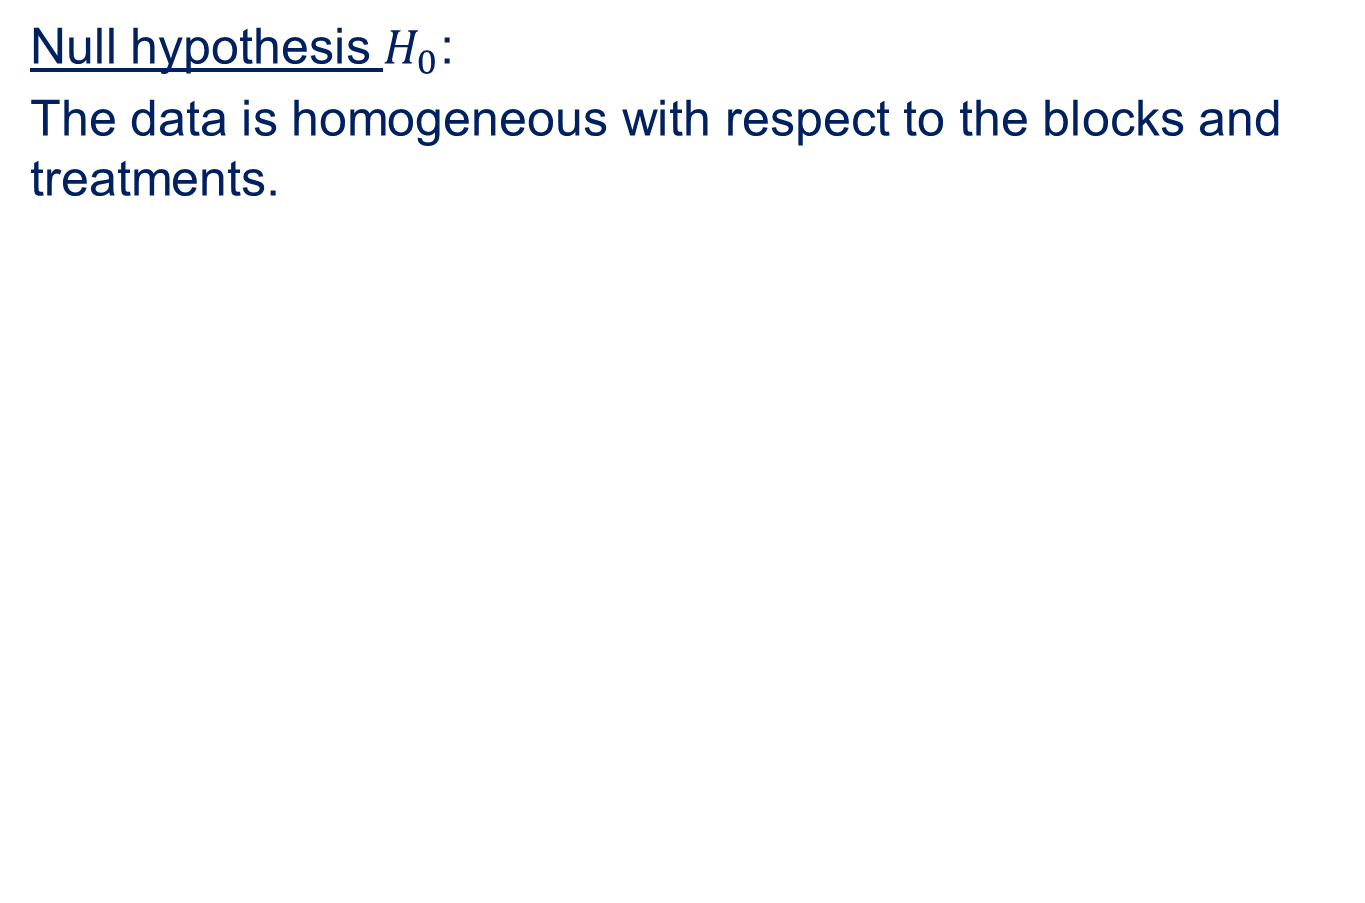 Null hypothesis H₀:
The data is homogeneous with respect to the blocks and
treatments.